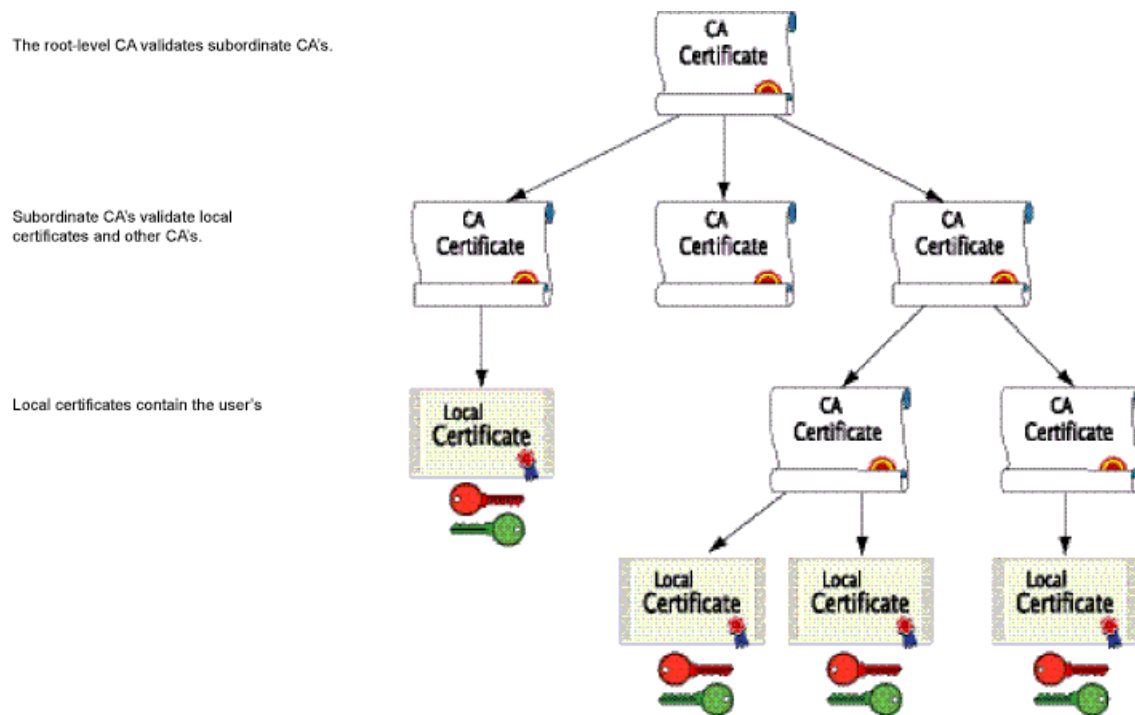 The root-level CA validates subordinate CA's.
CA
Certificate
Subordinate CA's validate local
certificates and other CA's.
CA
Certificate
CA
Certificate
CA
Certificate
Local certificates contain the user's
Local
Certificate
CA
Certificate
CA
Certificate
Local
Certificate
Local
Certificate
Local
Certificate